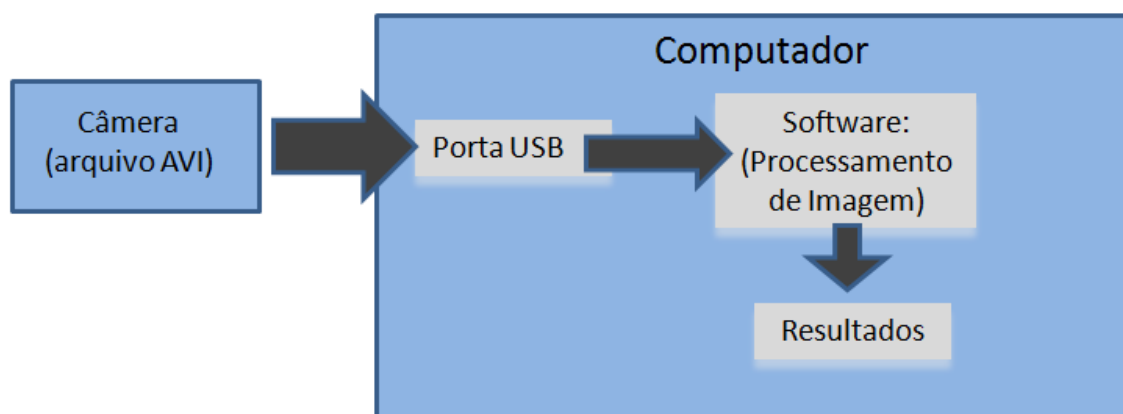 Computador
Câmera
(arquivo AVI)
Porta USB
Software:
(Processamento
de Imagem)
Resultados